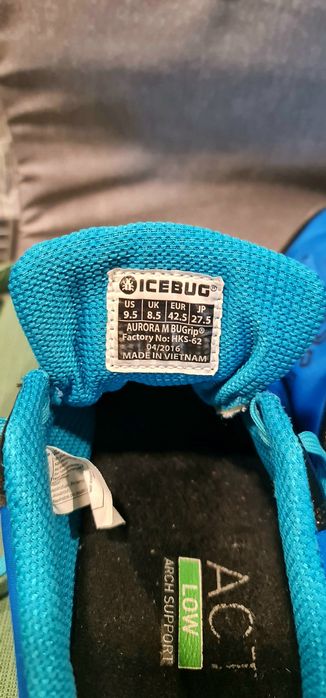 ICEBUG®
US UK EUR JP
9.5 8.5 42.5 27.5
AURORA M BUGrip®
Factory No: HKS-62
04/2016
MADE IN VIETNAM
ACT
LOW
ARCH SUPPORT